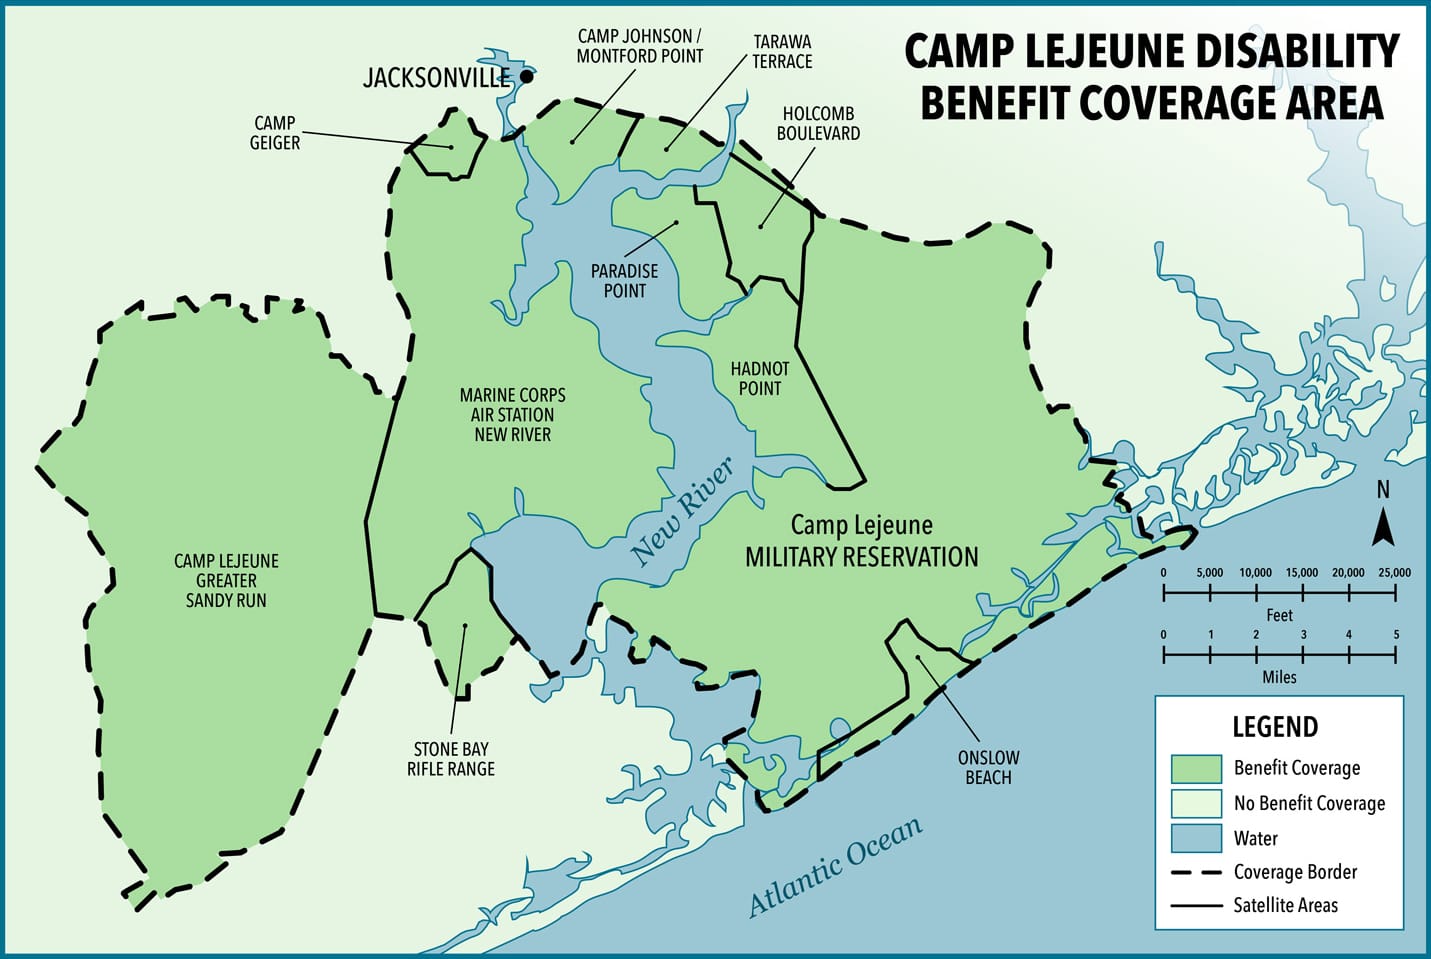 CAMP LEJEUNE DISABILITY
BENEFIT COVERAGE AREA
JACKSONVILLE
CAMP JOHNSON /
MONTFORD POINT
TARAWA
TERRACE
HOLCOMB
BOULEVARD
CAMP
GEIGER
PARADISE
POINT
HADNOT
POINT
MARINE CORPS
AIR STATION
NEW RIVER
New River
Camp Lejeune
MILITARY RESERVATION
CAMP LEJEUNE
GREATER
SANDY RUN
STONE BAY
RIFLE RANGE
ONSLOW
BEACH
Atlantic Ocean
N
0 5,000 10,000 15,000 20,000 25,000
Feet
0 1 2 3 4 5
Miles
LEGEND
Benefit Coverage
No Benefit Coverage
Water
Coverage Border
Satellite Areas